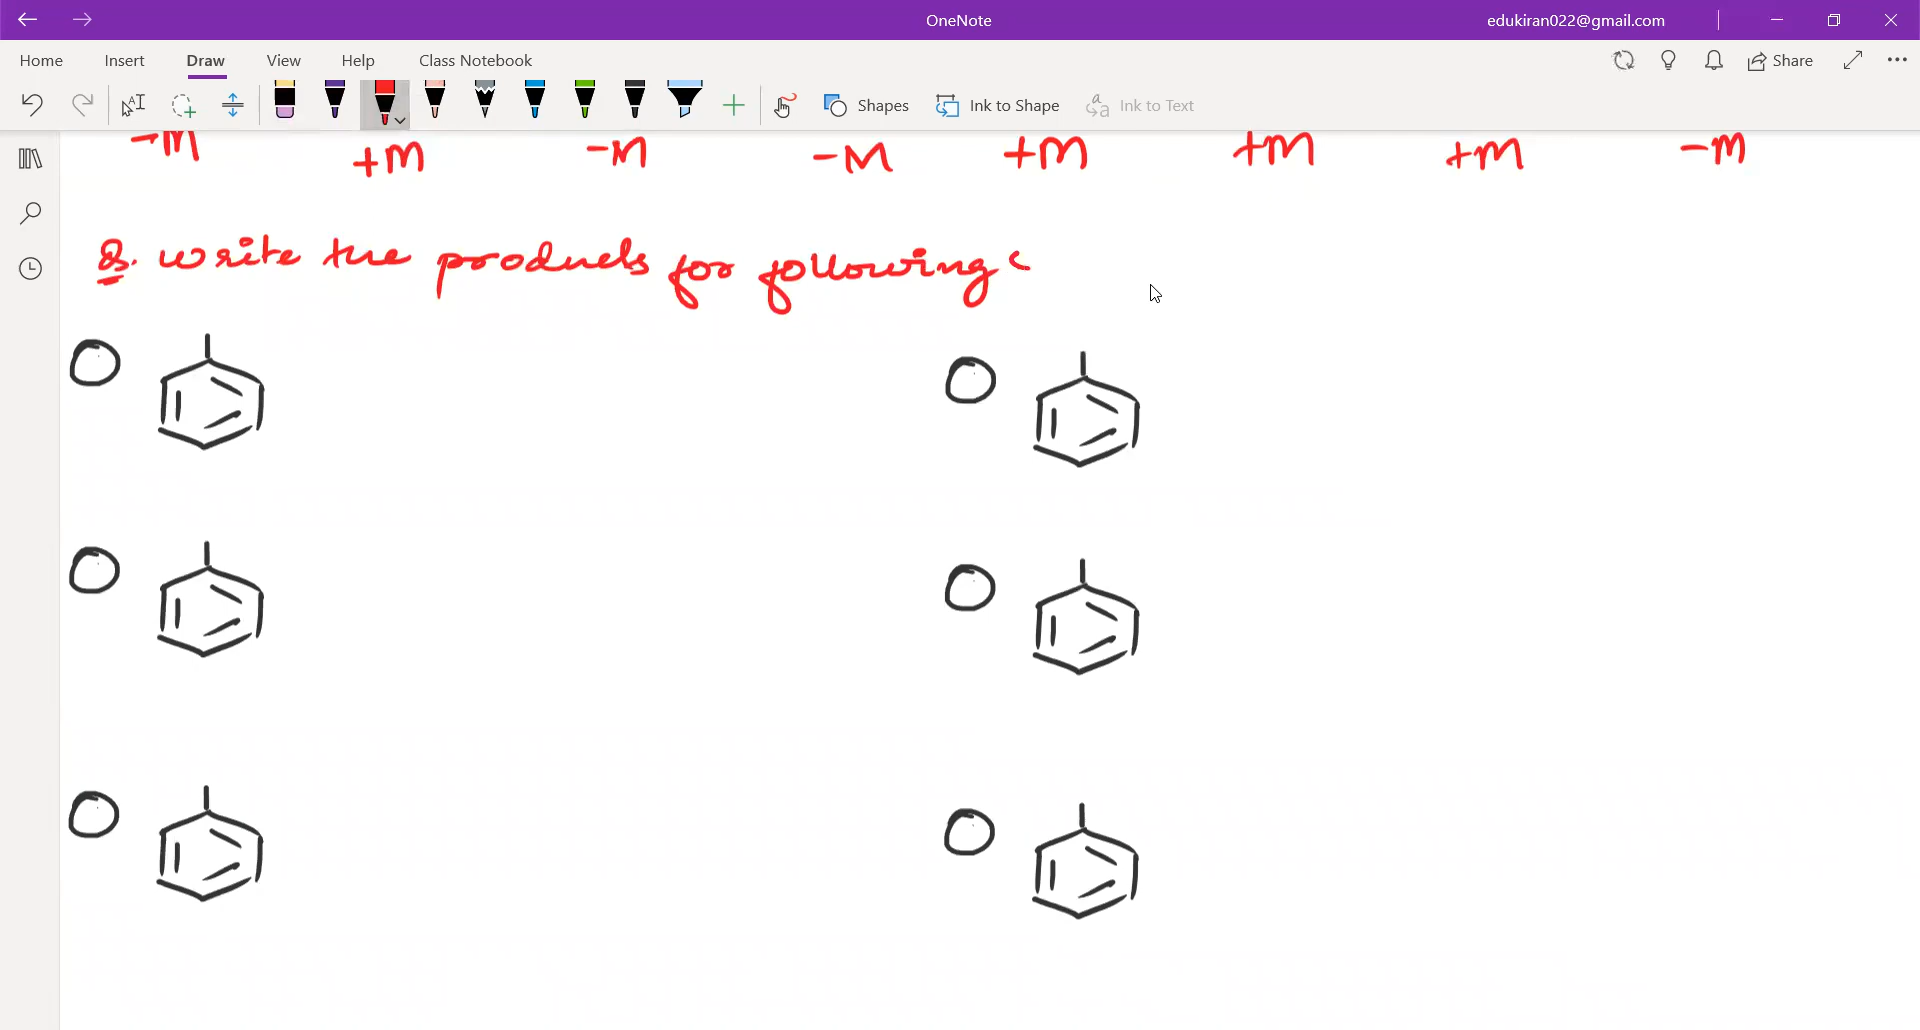 OneNote
edukiran022@gmail.com
Home Insert Draw View Help Class Notebook
Share
Shapes Ink to Shape Ink to Text
-M +M -M -M +M +M +M -M
Q. write the products for following